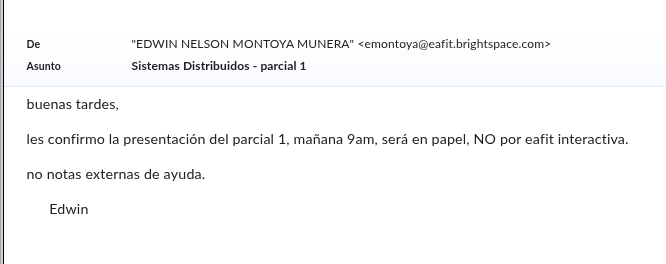 De "EDWIN NELSON MONTOYA MUNERA" <emontoya@eafit.brightspace.com>
Asunto Sistemas Distribuidos - parcial 1
buenas tardes,
les confirmo la presentación del parcial 1, mañana 9am, será en papel, NO por eafit interactiva.
no notas externas de ayuda.
Edwin